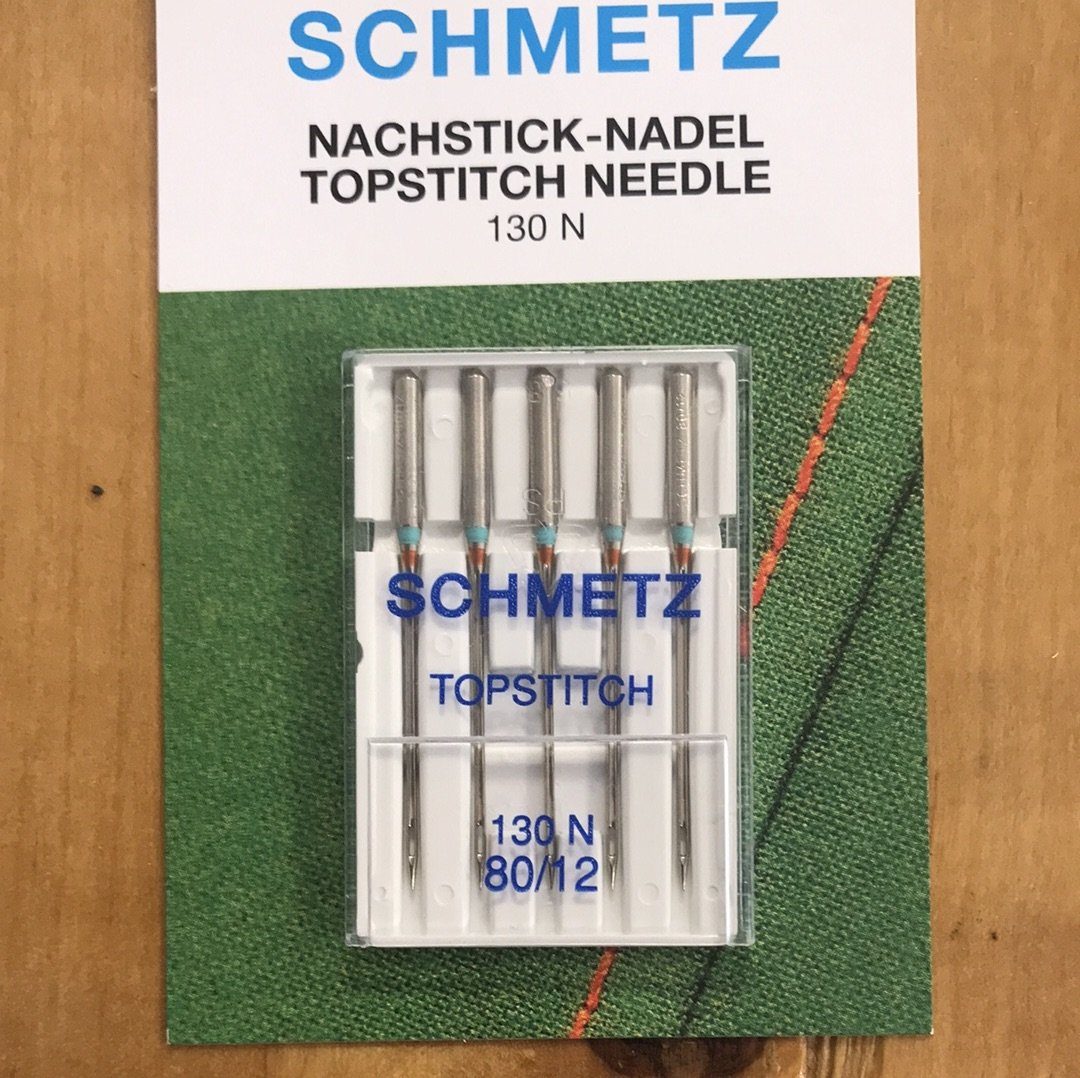 SCHMETZ
NACHSTICK-NADEL
TOPSTITCH NEEDLE
130 N
SCHMETZ
TOPSTITCH
130 N
80/12